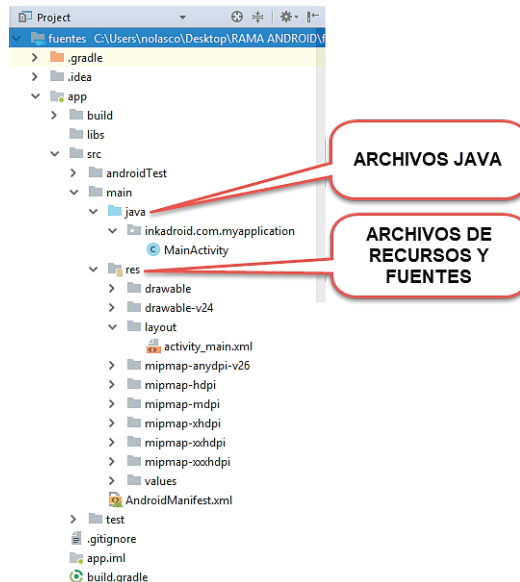 Project
fuentes C:\Users\nolasco\Desktop\RAMA ANDROID\f
.gradle
.idea
app
build
libs
src
androidTest
main
java
inkadroid.com.myapplication
MainActivity
res
drawable
drawable-v24
layout
activity_main.xml
mipmap-anydpi-v26
mipmap-hdpi
mipmap-mdpi
mipmap-xhdpi
mipmap-xxhdpi
mipmap-xxxhdpi
values
AndroidManifest.xml
test
.gitignore
app.iml
build.gradle
ARCHIVOS JAVA
ARCHIVOS DE
RECURSOS Y
FUENTES